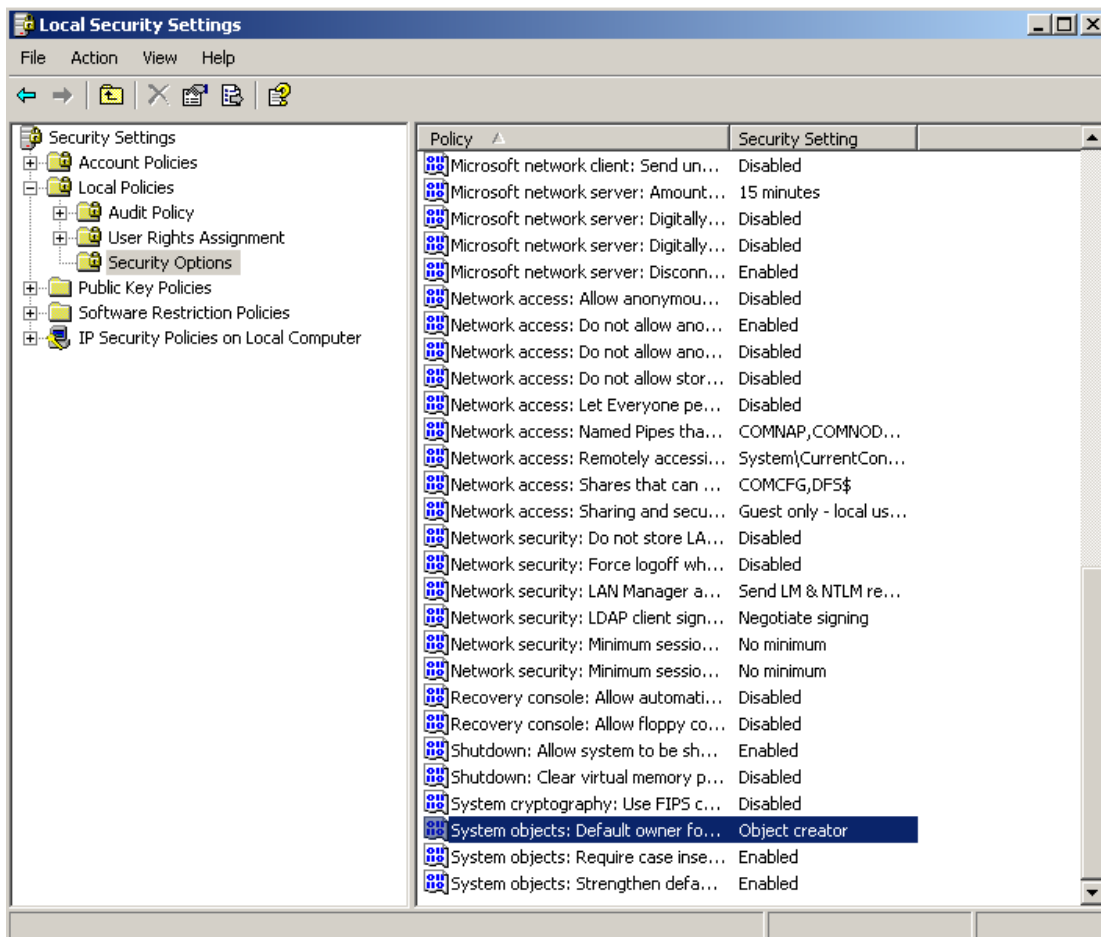 Local Security Settings
File Action View Help
Security Settings
Account Policies
Local Policies
Audit Policy
User Rights Assignment
Security Options
Public Key Policies
Software Restriction Policies
IP Security Policies on Local Computer
Policy Security Setting
Microsoft network client: Send un... Disabled
Microsoft network server: Amount... 15 minutes
Microsoft network server: Digitally... Disabled
Microsoft network server: Digitally... Disabled
Microsoft network server: Disconn... Enabled
Network access: Allow anonymou... Disabled
Network access: Do not allow ano... Enabled
Network access: Do not allow ano... Disabled
Network access: Do not allow stor... Disabled
Network access: Let Everyone pe... Disabled
Network access: Named Pipes tha... COMNAP,COMNOD...
Network access: Remotely accessi... System\CurrentCon...
Network access: Shares that can ... COMCFG,DFS$
Network access: Sharing and secu... Guest only - local us...
Network security: Do not store LA... Disabled
Network security: Force logoff wh... Disabled
Network security: LAN Manager a... Send LM & NTLM re...
Network security: LDAP client sign... Negotiate signing
Network security: Minimum sessio... No minimum
Network security: Minimum sessio... No minimum
Recovery console: Allow automati... Disabled
Recovery console: Allow floppy co... Disabled
Shutdown: Allow system to be sh... Enabled
Shutdown: Clear virtual memory p... Disabled
System cryptography: Use FIPS c... Disabled
System objects: Default owner fo... Object creator
System objects: Require case inse... Enabled
System objects: Strengthen defa... Enabled